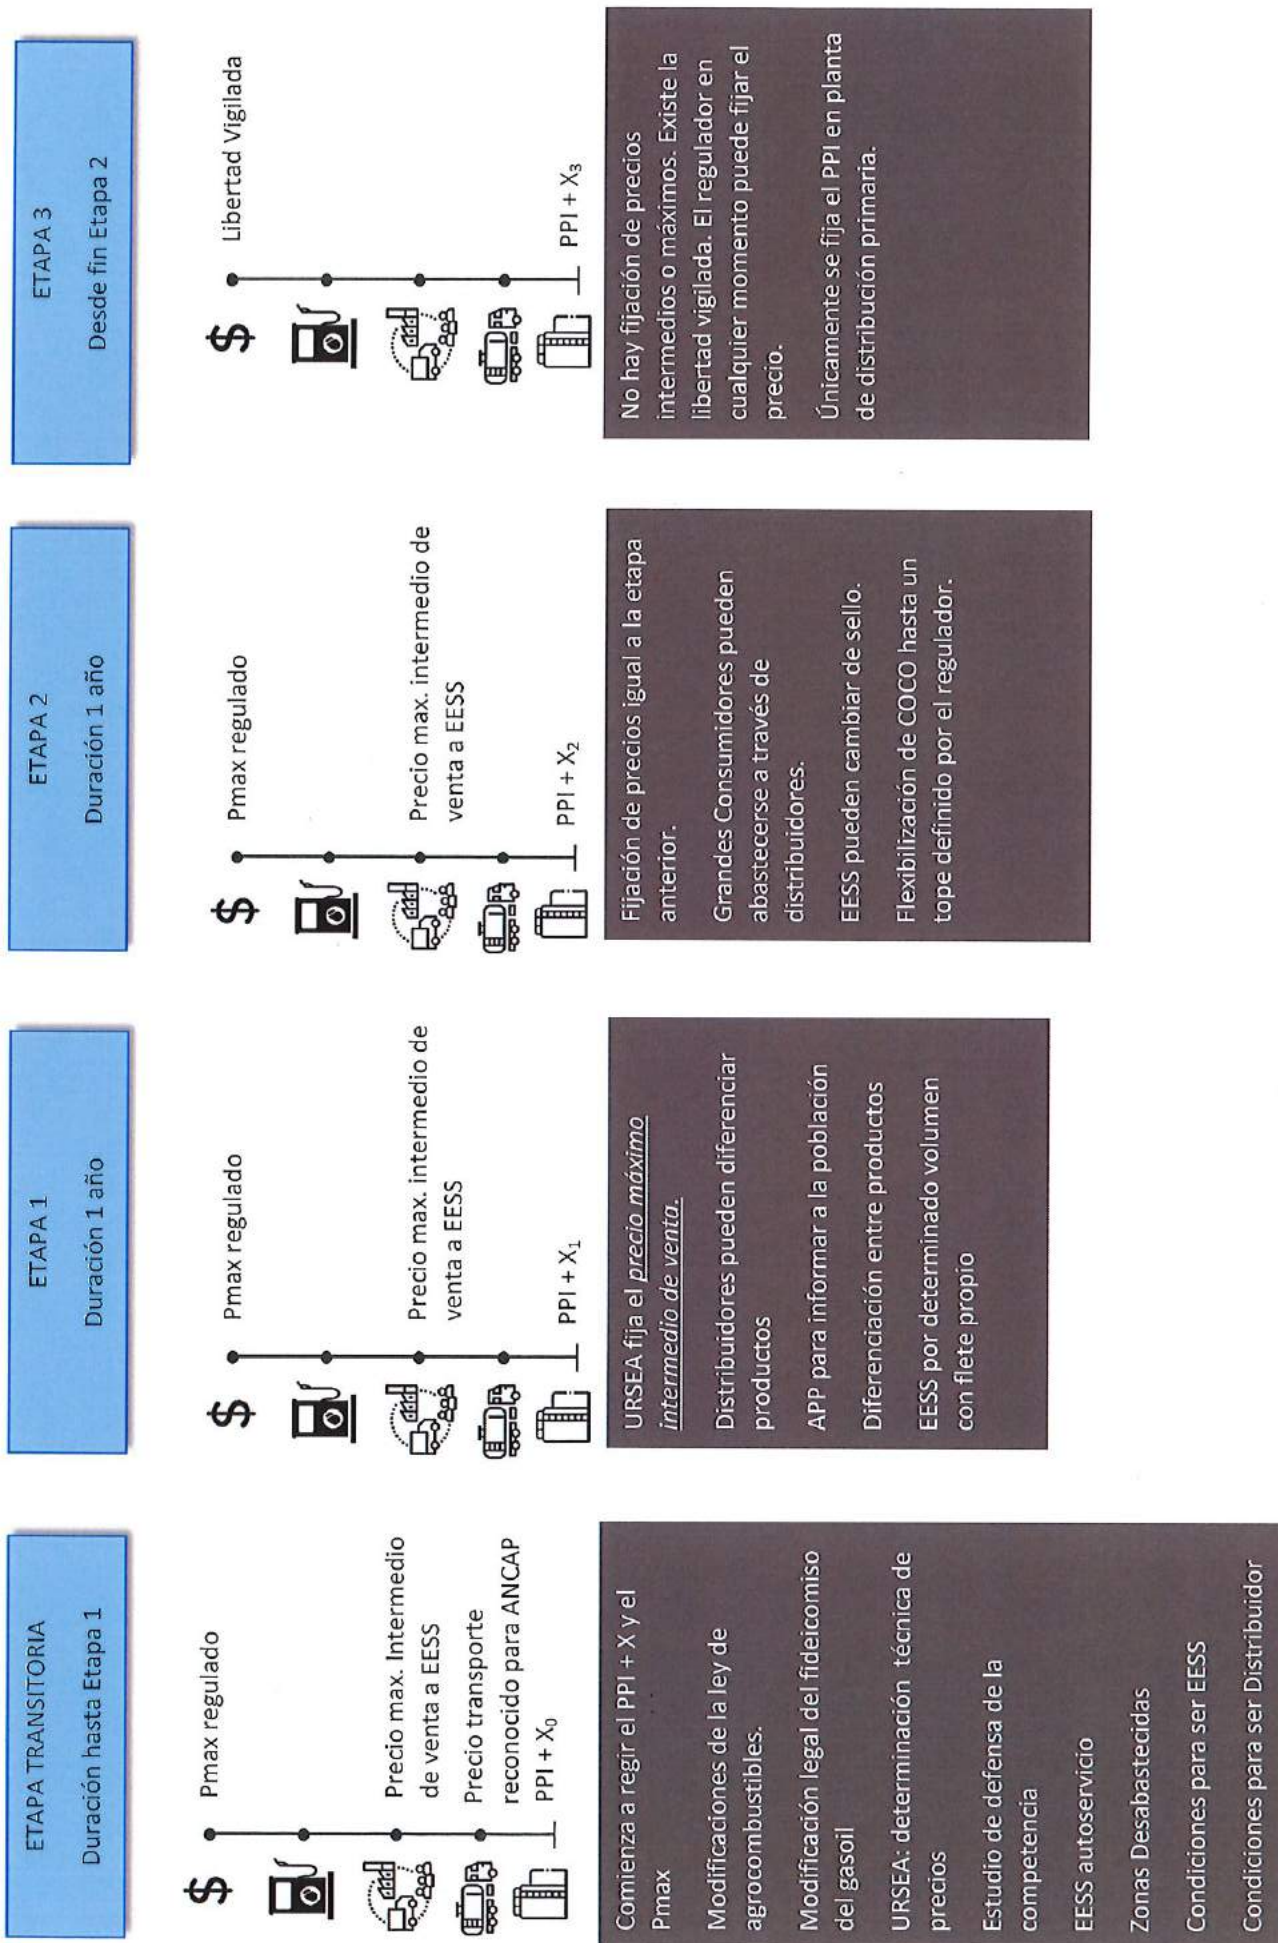 ETAPA TRANSITORIA
Duración hasta Etapa 1
$
Pmax regulado
Precio max. Intermedio
de venta a EESS
Precio transporte
reconocido para ANCAP
PPI + X₀
Comienza a regir el PPI + X y el
Pmax
Modificaciones de la ley de
agrocombustibles.
Modificación legal del fideicomiso
del gasoil
URSEA: determinación técnica de
precios
Estudio de defensa de la
competencia
EESS autoservicio
Zonas Desabastecidas
Condiciones para ser EESS
Condiciones para ser Distribuidor
ETAPA 1
Duración 1 año
$
Pmax regulado
Precio max. intermedio de
venta a EESS
PPI + X₁
URSEA fija el precio máximo
intermedio de venta.
Distribuidores pueden diferenciar
productos
APP para informar a la población
Diferenciación entre productos
EESS por determinado volumen
con flete propio
ETAPA 2
Duración 1 año
$
Pmax regulado
Precio max. intermedio de
venta a EESS
PPI + X₂
Fijación de precios igual a la etapa
anterior.
Grandes Consumidores pueden
abastecerse a través de
distribuidores.
EESS pueden cambiar de sello.
Flexibilización de COCO hasta un
tope definido por el regulador.
ETAPA 3
Desde fin Etapa 2
$
Libertad Vigilada
PPI + X₃
No hay fijación de precios
intermedios o máximos. Existe la
libertad vigilada. El regulador en
cualquier momento puede fijar el
precio.
Únicamente se fija el PPI en planta
de distribución primaria.